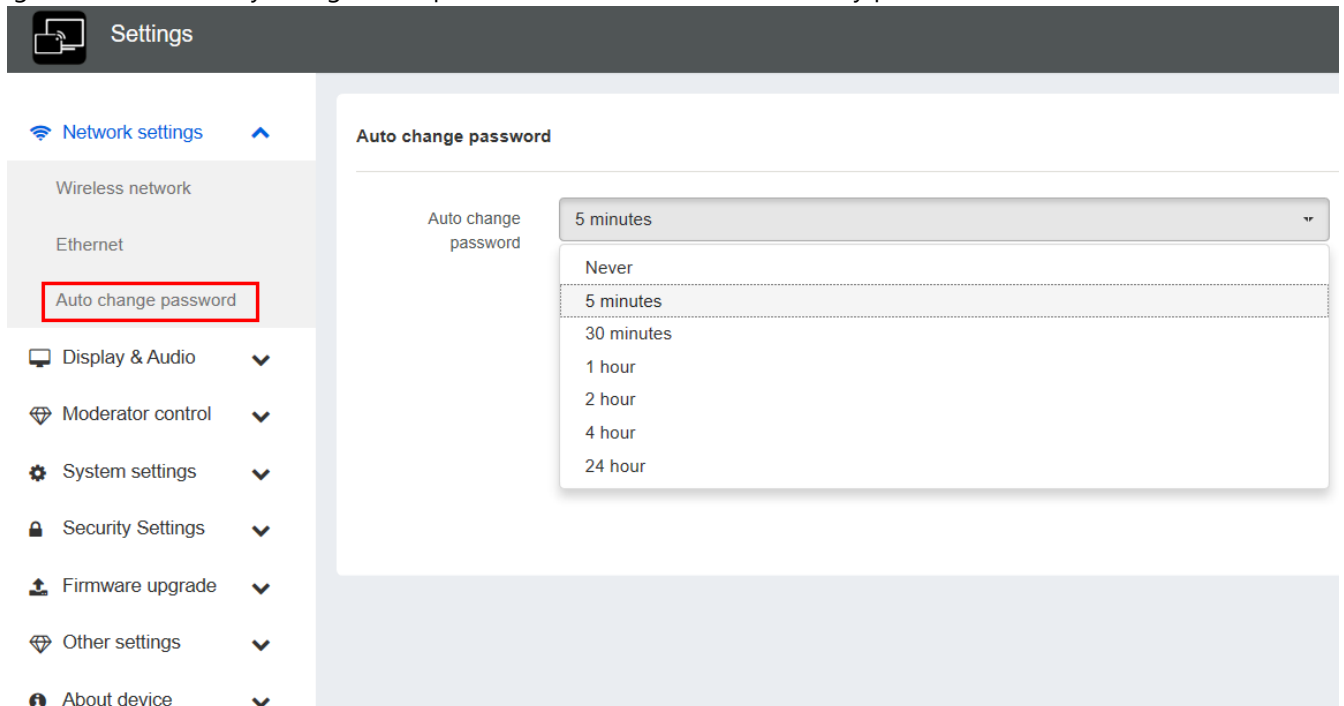 Settings
Network settings
Wireless network
Ethernet
Auto change password
Display & Audio
Moderator control
System settings
Security Settings
Firmware upgrade
Other settings
About device
Auto change password
Auto change
password
5 minutes
Never
5 minutes
30 minutes
1 hour
2 hour
4 hour
24 hour